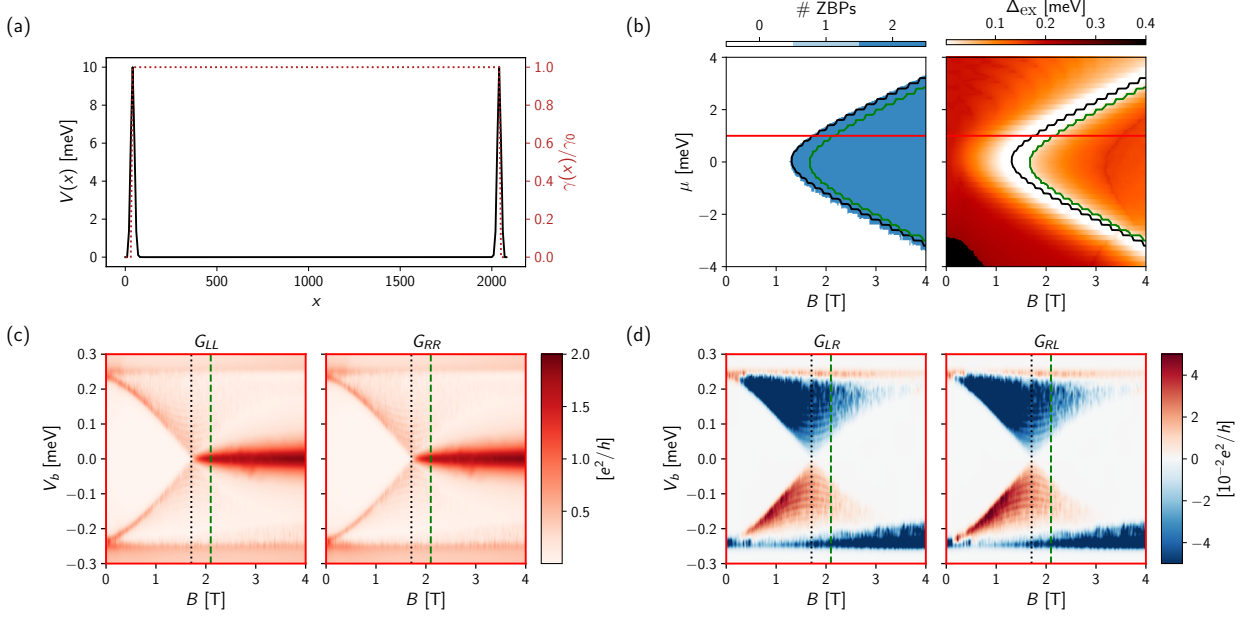 (a)
V(x) [meV]
10
8
6
4
2
0
0
500
1000
1500
2000
x
1.0
0.8
0.6
0.4
0.2
0.0
γ(x)/γ0
(b)
# ZBPs
0 1 2
Δex [meV]
0.1 0.2 0.3 0.4
μ [meV]
4
2
0
−2
−4
0 1 2 3 4
B [T]
0 1 2 3 4
B [T]
(c)
GLL
GRR
Vb [meV]
0.3
0.2
0.1
0.0
−0.1
−0.2
−0.3
0 1 2 3 4
B [T]
0 1 2 3 4
B [T]
2.0
1.5
1.0
0.5
[e²/h]
(d)
GLR
GRL
Vb [meV]
0.3
0.2
0.1
0.0
−0.1
−0.2
−0.3
0 1 2 3 4
B [T]
0 1 2 3 4
B [T]
4
2
0
−2
−4
[10⁻²e²/h]